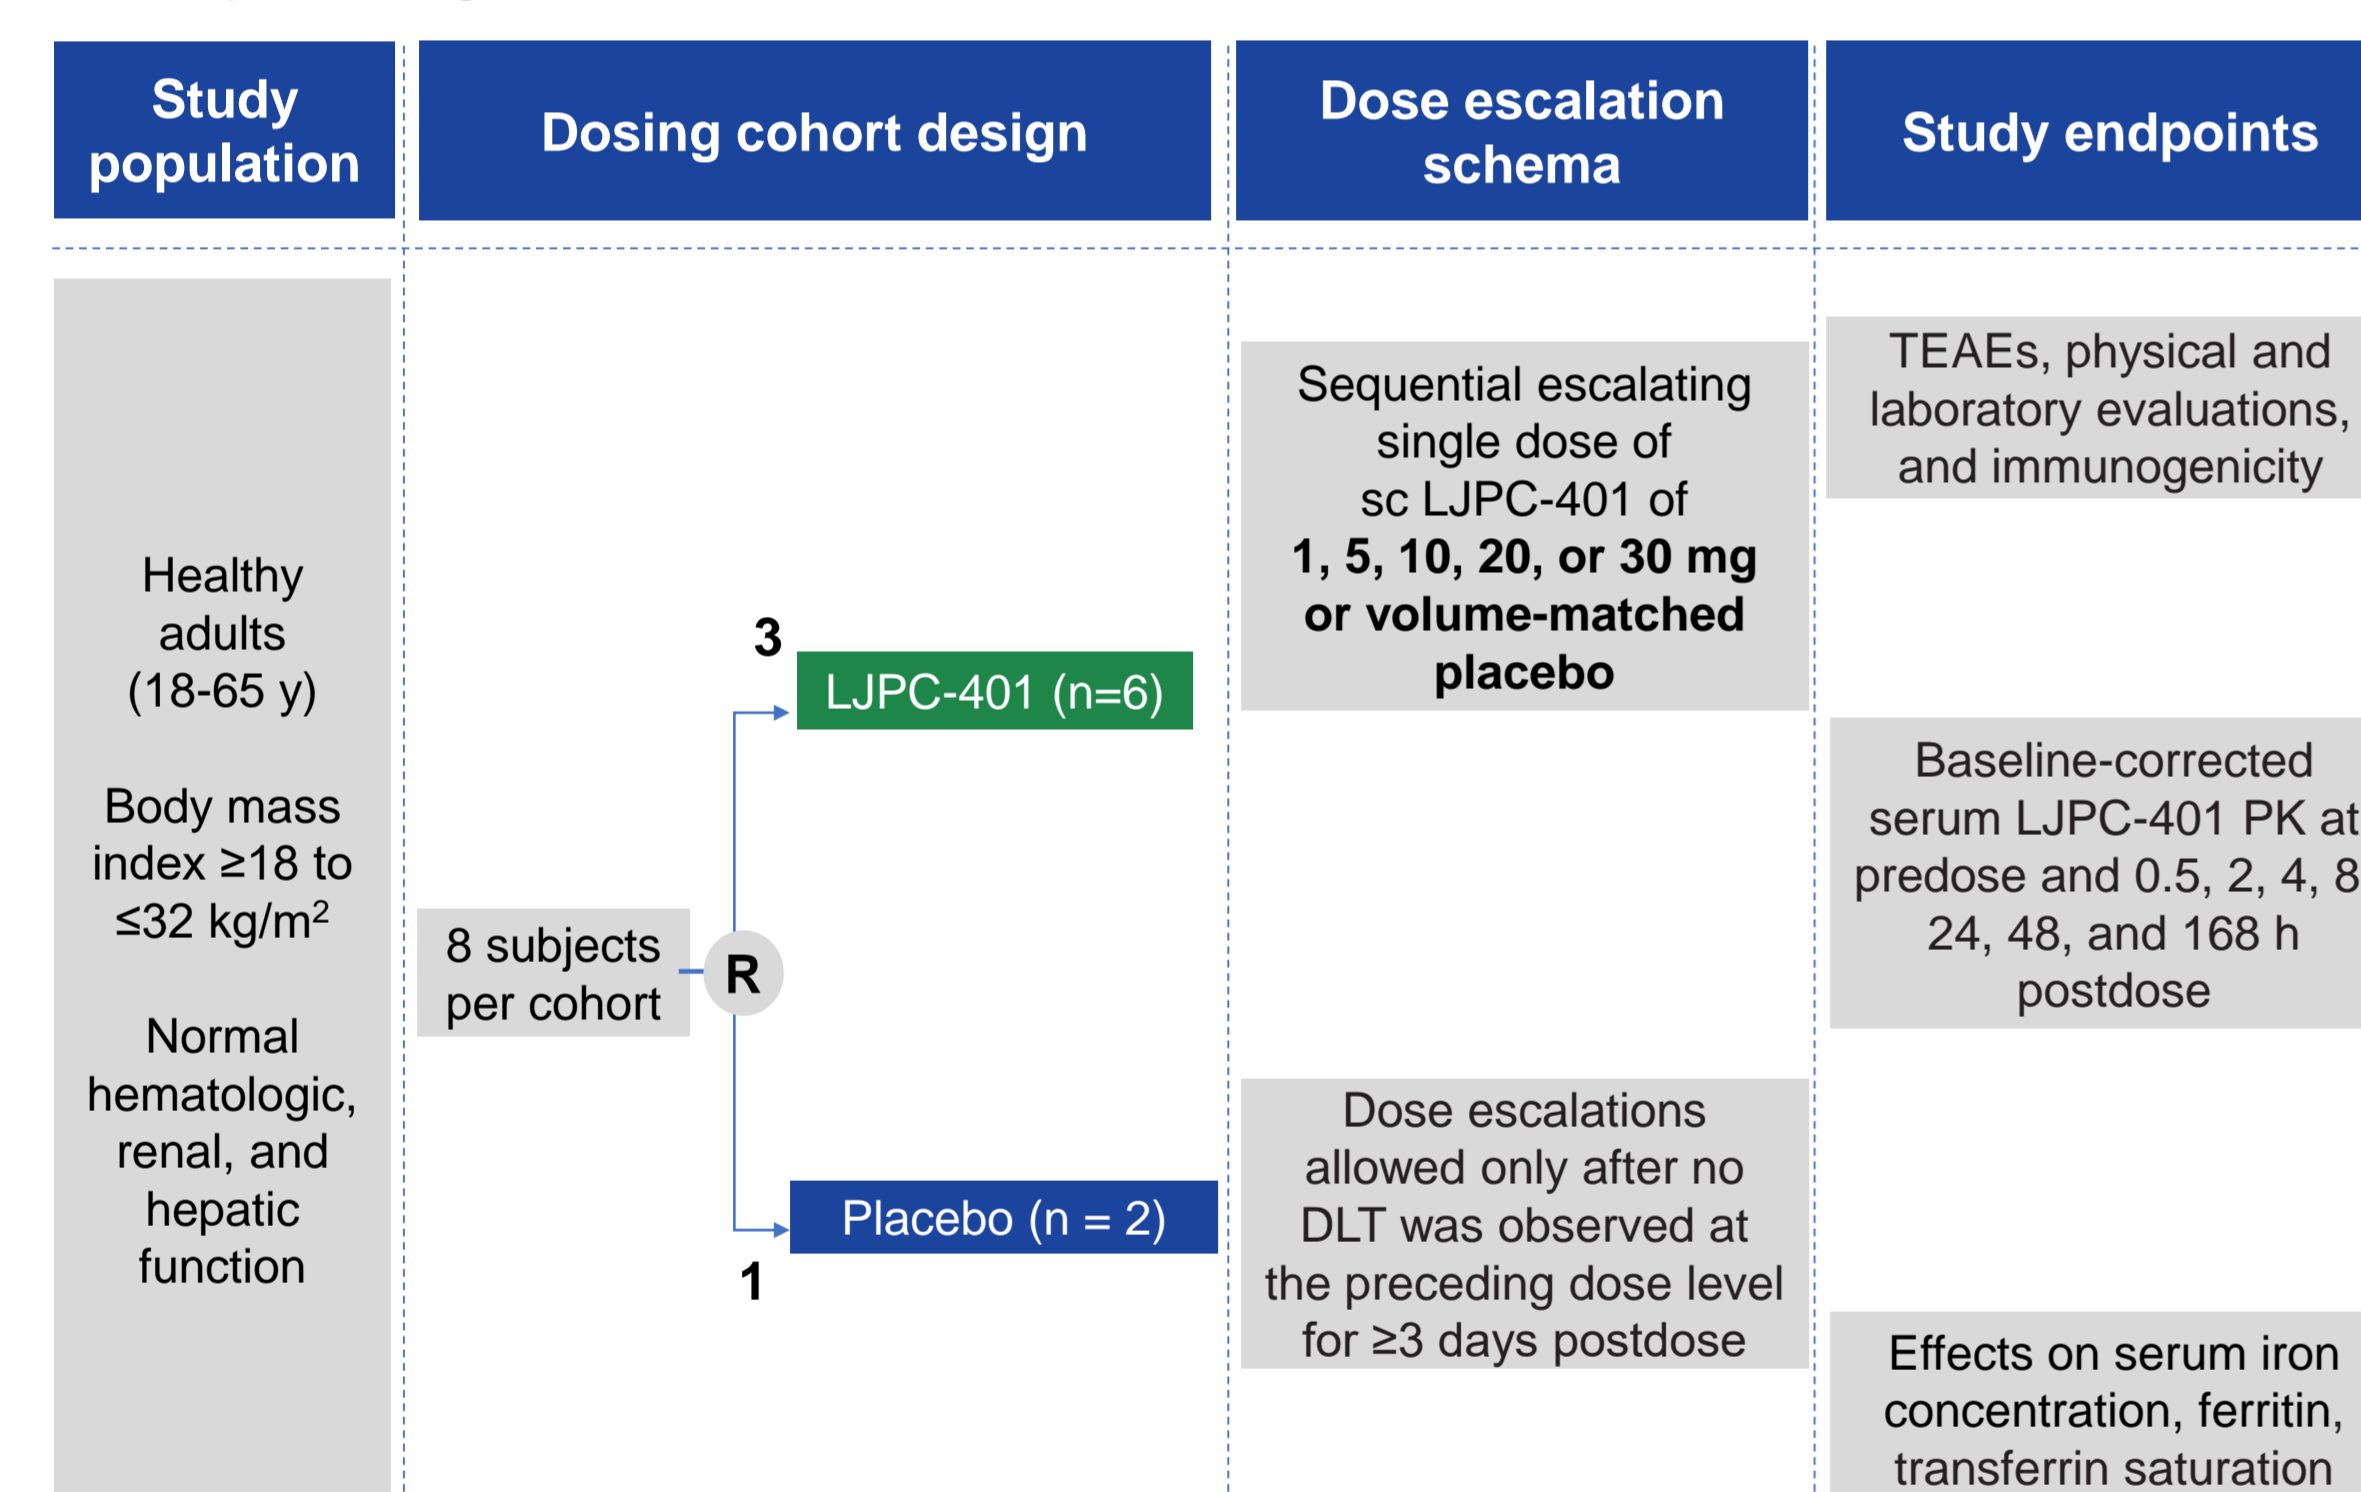 Study
population
Dosing cohort design
Dose escalation
schema
Study endpoints
Healthy
adults
(18-65 y)
Body mass
index ≥18 to
≤32 kg/m²
Normal
hematologic,
renal, and
hepatic
function
8 subjects
per cohort
R
3
LJPC-401 (n=6)
Placebo (n = 2)
1
Sequential escalating
single dose of
sc LJPC-401 of
1, 5, 10, 20, or 30 mg
or volume-matched
placebo
Dose escalations
allowed only after no
DLT was observed at
the preceding dose level
for ≥3 days postdose
TEAEs, physical and
laboratory evaluations,
and immunogenicity
Baseline-corrected
serum LJPC-401 PK at
predose and 0.5, 2, 4, 8
24, 48, and 168 h
postdose
Effects on serum iron
concentration, ferritin,
transferrin saturation